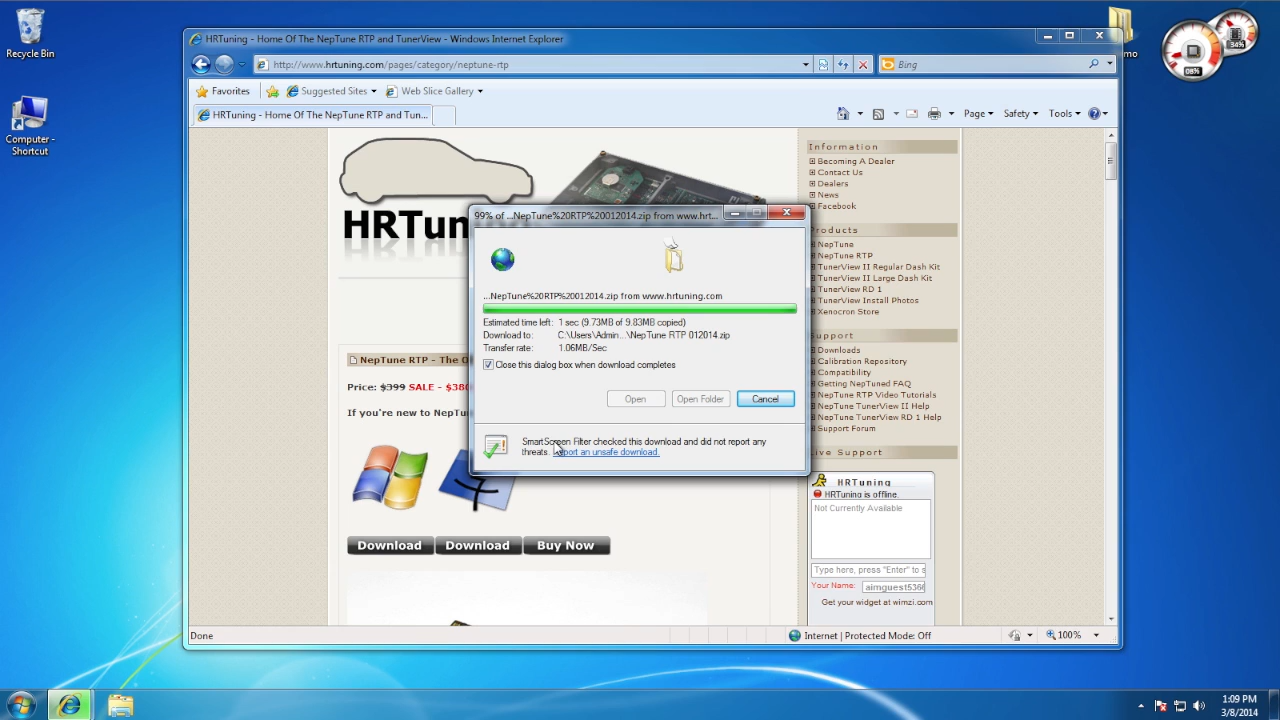 Recycle Bin
Computer -
Shortcut
HRTuning - Home Of The NepTune RTP and TunerView - Windows Internet Explorer
http://www.hrtuning.com/pages/category/neptune-rtp
Bing
Favorites
Suggested Sites
Web Slice Gallery
HRTuning - Home Of The NepTune RTP and Tun...
Page
Safety
Tools
34%
08%
HRTun
99% of ...NepTune%20RTP%20012014.zip from www.hrt...
...NepTune%20RTP%20012014.zip from www.hrtuning.com
Estimated time left: 1 sec (9.73MB of 9.83MB copied)
Download to: C:\Users\Admin...\NepTune RTP 012014.zip
Transfer rate: 1.06MB/Sec
Close this dialog box when download completes
Open
Open Folder
Cancel
SmartScreen Filter checked this download and did not report any
threats. Report an unsafe download.
NepTune RTP - The O
Price: $399 SALE - $380
If you're new to NepTu
Download
Download
Buy Now
Information
Becoming A Dealer
Contact Us
Dealers
News
Facebook
Products
NepTune
NepTune RTP
TunerView II Regular Dash Kit
TunerView II Large Dash Kit
TunerView RD 1
TunerView Install Photos
Xenocron Store
Support
Downloads
Calibration Repository
Compatibility
Getting NepTuned FAQ
NepTune RTP Video Tutorials
NepTune TunerView II Help
NepTune TunerView RD 1 Help
Support Forum
Live Support
HRTuning
HRTuning is offline.
Not Currently Available
Type here, press "Enter" to s
Your Name: aimguest536
Get your widget at wimzi.com
Done
Internet | Protected Mode: Off
100%
1:09 PM
3/8/2014